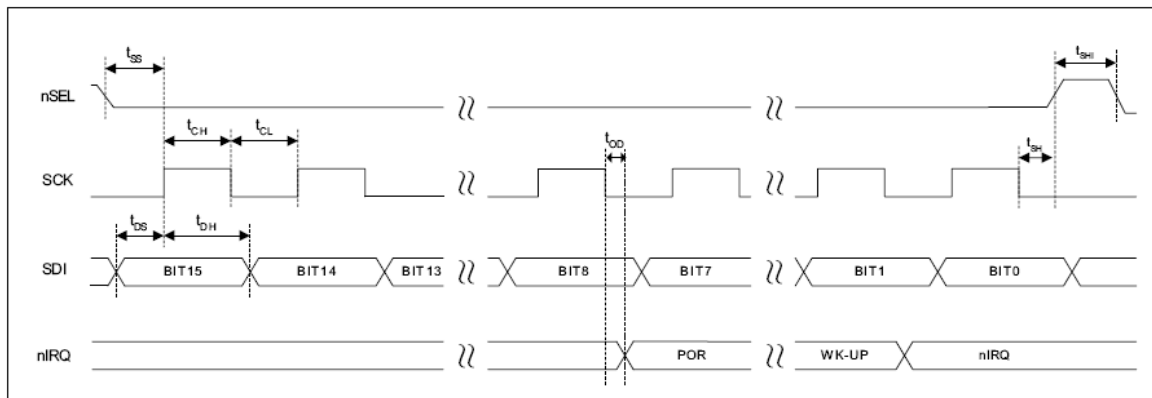 tSS
tSHI
nSEL
tCH
tCL
tOD
tSH
SCK
tDS
tDH
SDI
BIT15
BIT14
BIT13
BIT8
BIT7
BIT1
BIT0
nIRQ
POR
WK-UP
nIRQ